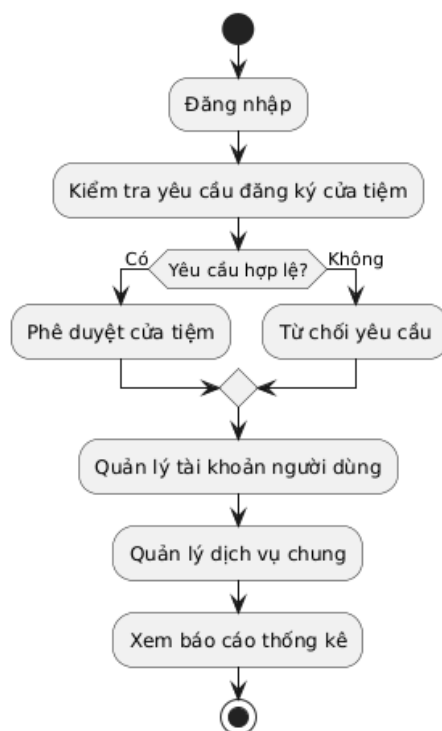 Đăng nhập
Kiểm tra yêu cầu đăng ký cửa tiệm
Có
Yêu cầu hợp lệ?
Không
Phê duyệt cửa tiệm
Từ chối yêu cầu
Quản lý tài khoản người dùng
Quản lý dịch vụ chung
Xem báo cáo thống kê